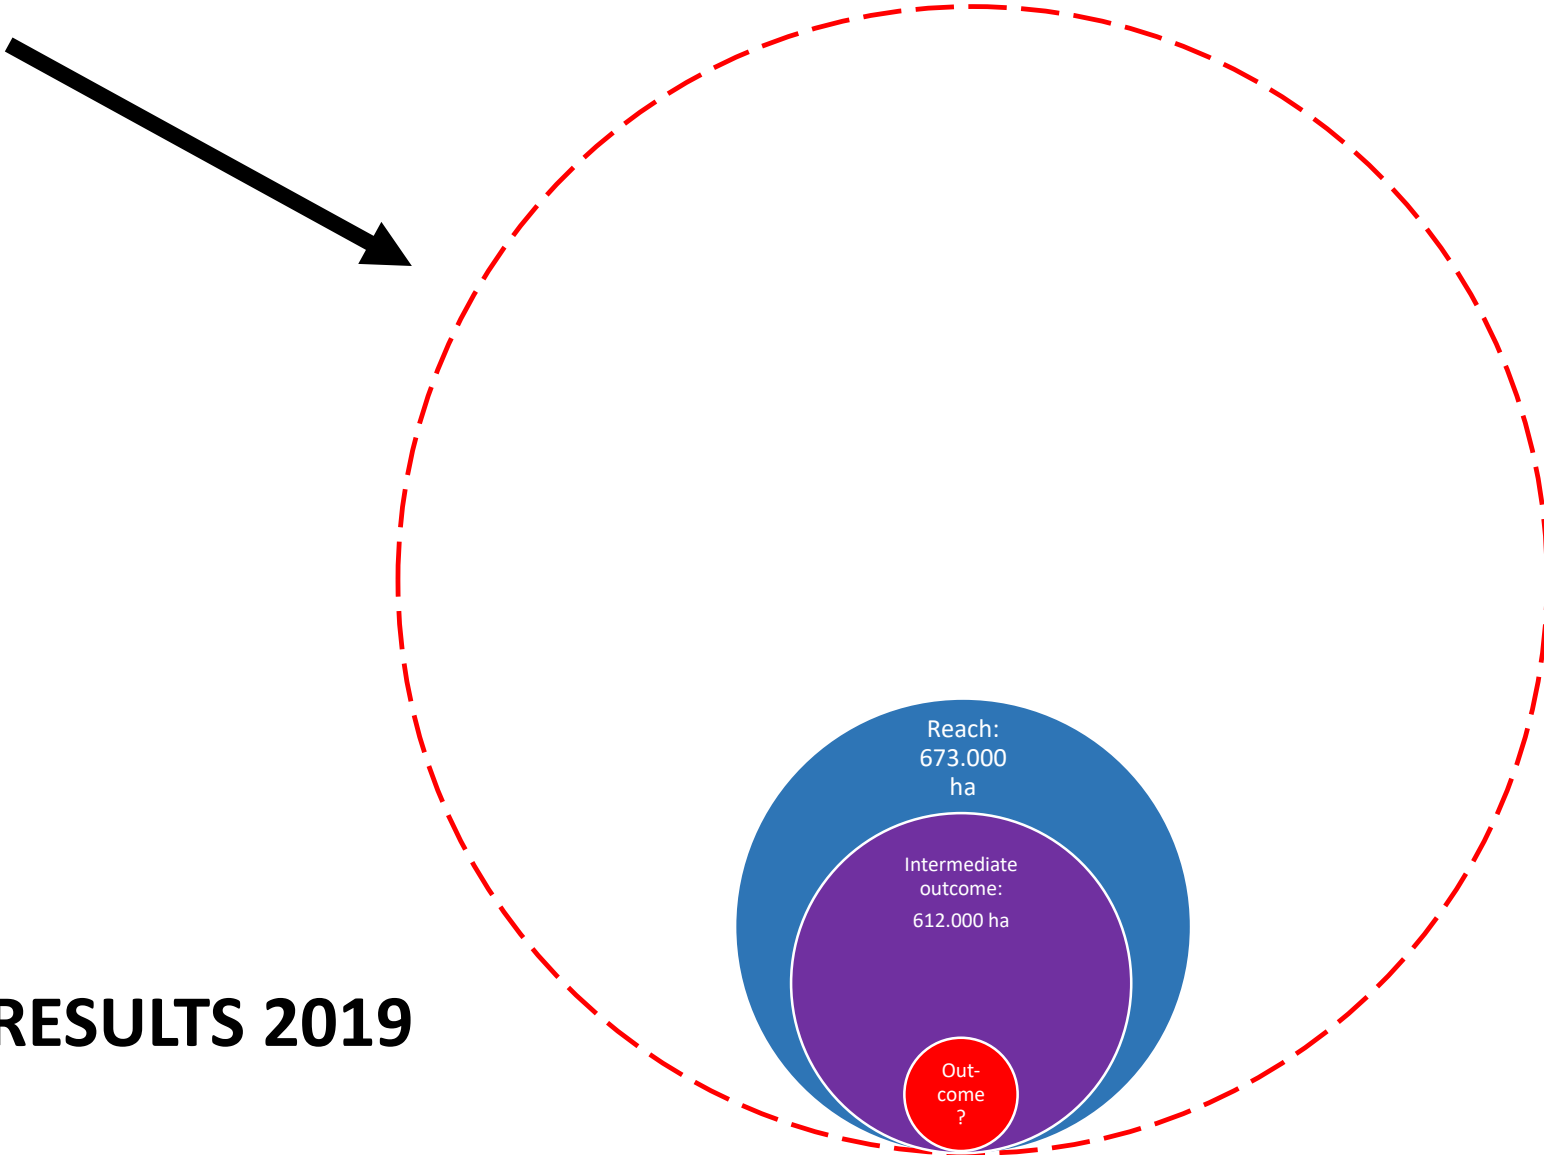 Reach:
673.000
ha
Intermediate
outcome:
612.000 ha
RESULTS 2019
Out-
come
?